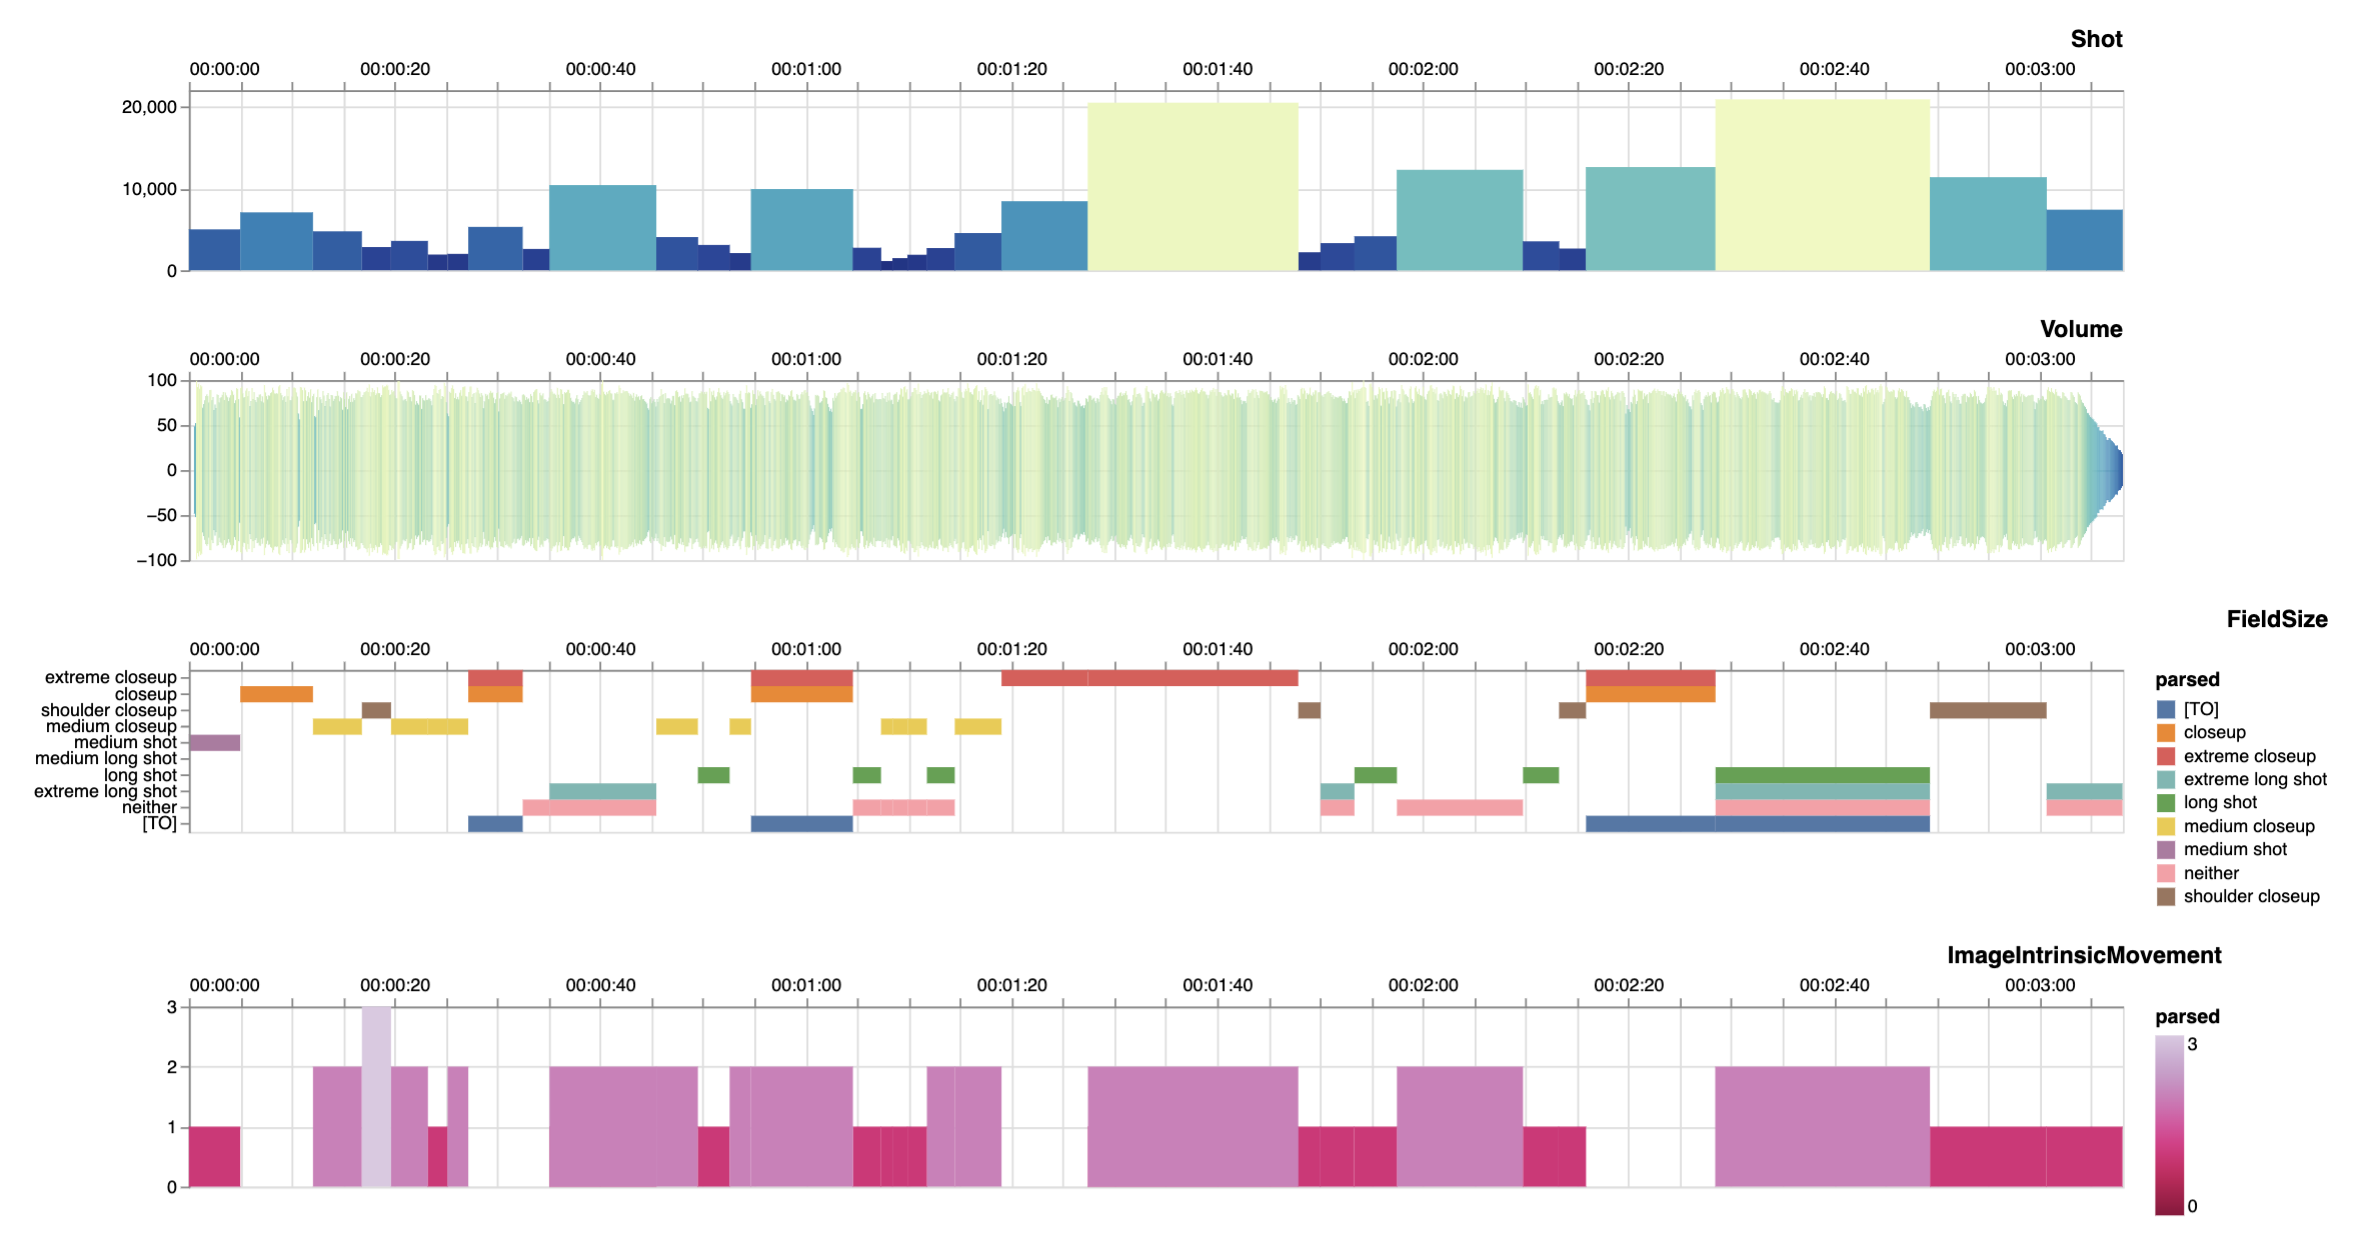 Shot
00:00:00 00:00:20 00:00:40 00:01:00 00:01:20 00:01:40 00:02:00 00:02:20 00:02:40 00:03:00
20,000
10,000
0
Volume
00:00:00 00:00:20 00:00:40 00:01:00 00:01:20 00:01:40 00:02:00 00:02:20 00:02:40 00:03:00
100
50
0
−50
−100
FieldSize
00:00:00 00:00:20 00:00:40 00:01:00 00:01:20 00:01:40 00:02:00 00:02:20 00:02:40 00:03:00
extreme closeup
closeup
shoulder closeup
medium closeup
medium shot
medium long shot
long shot
extreme long shot
neither
[TO]
parsed
[TO]
closeup
extreme closeup
extreme long shot
long shot
medium closeup
medium shot
neither
shoulder closeup
ImageIntrinsicMovement
00:00:00 00:00:20 00:00:40 00:01:00 00:01:20 00:01:40 00:02:00 00:02:20 00:02:40 00:03:00
3
2
1
0
parsed
3
0